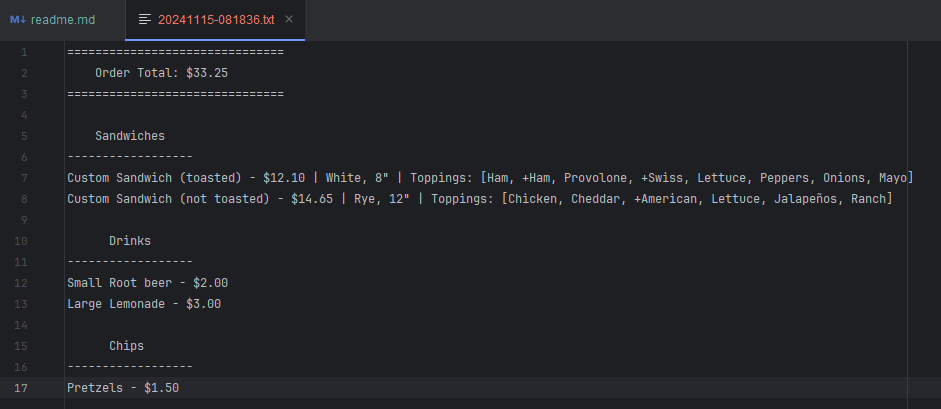 M↓ readme.md 20241115-081836.txt ×
1 ===============================
2     Order Total: $33.25
3 ===============================
4
5     Sandwiches
6 ------------------
7 Custom Sandwich (toasted) - $12.10 | White, 8" | Toppings: [Ham, +Ham, Provolone, +Swiss, Lettuce, Peppers, Onions, Mayo]
8 Custom Sandwich (not toasted) - $14.65 | Rye, 12" | Toppings: [Chicken, Cheddar, +American, Lettuce, Jalapeños, Ranch]
9
10       Drinks
11 ------------------
12 Small Root beer - $2.00
13 Large Lemonade - $3.00
14
15       Chips
16 ------------------
17 Pretzels - $1.50